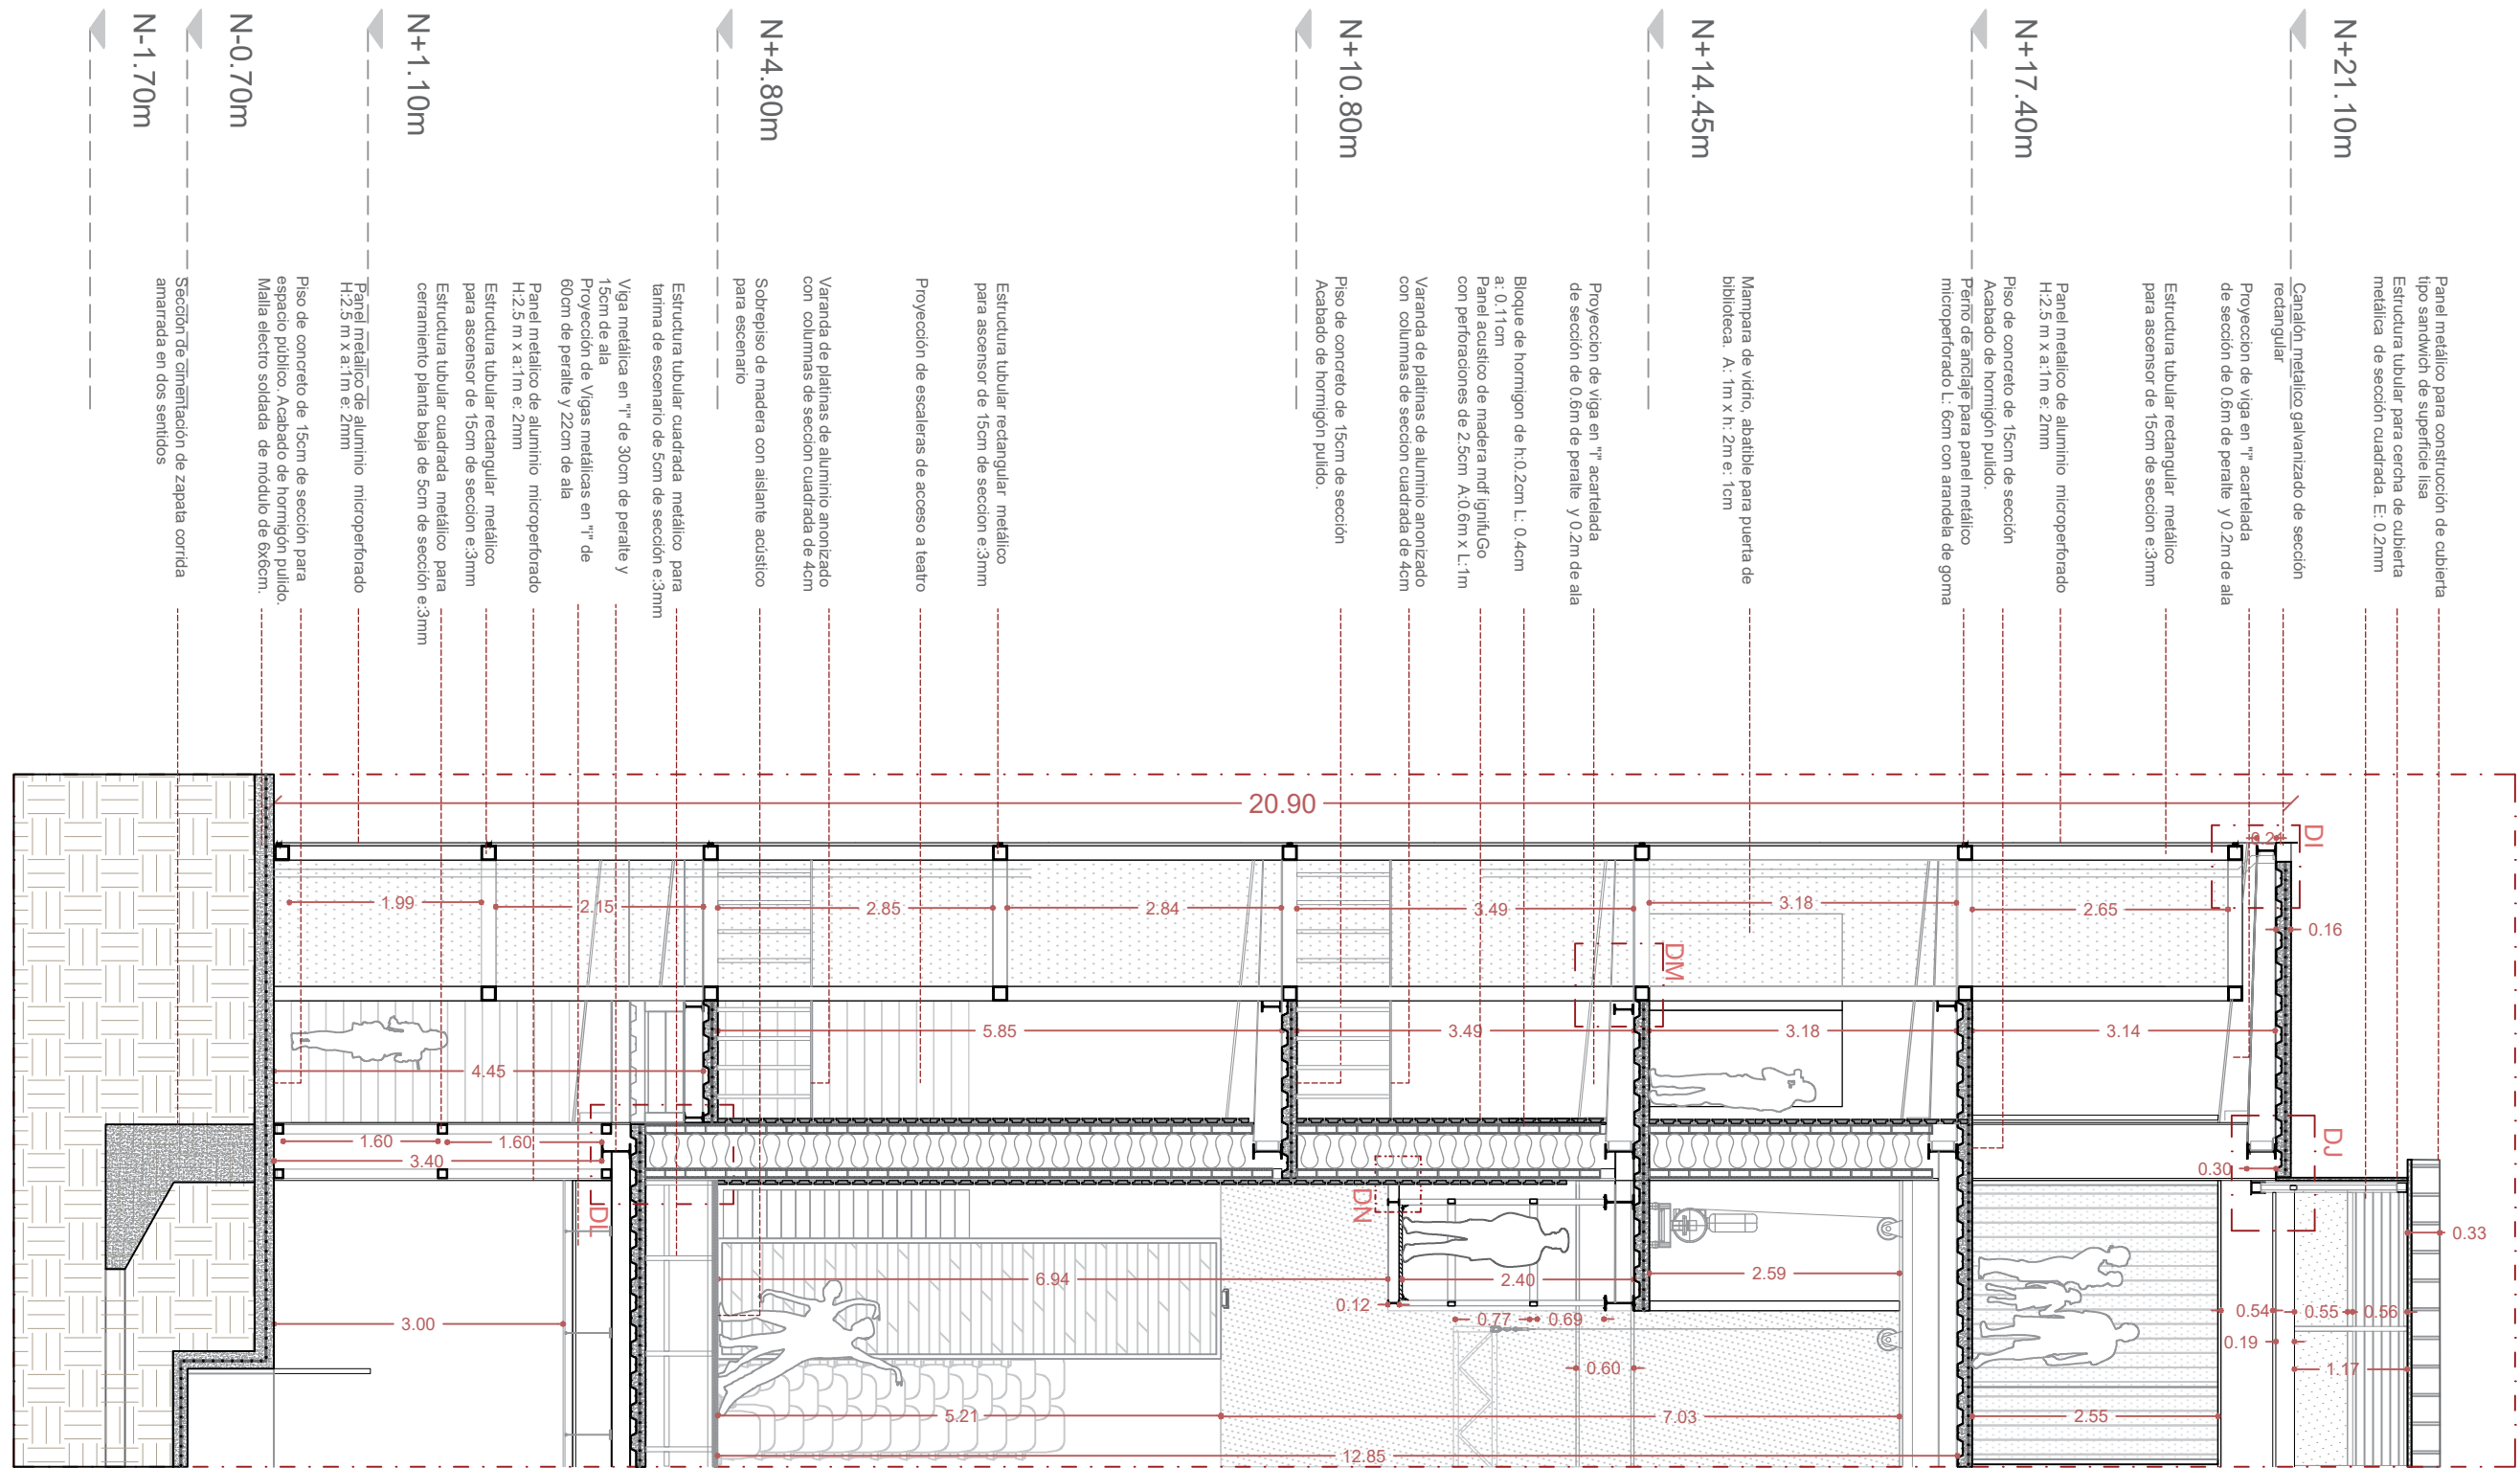 N+21.10m
N+17.40m
N+14.45m
N+10.80m
N+4.80m
N+1.10m
N-0.70m
N-1.70m
Panel metálico para construcción de cubierta
tipo sandwich de superficie lisa
Estructura tubular para cercha de cubierta
metálica de sección cuadrada. E: 0.2mm
Canalón metalico galvanizado de sección
rectangular
Proyeccion de viga en "I" acartelada
de sección de 0.6m de peralte y 0.2m de ala
Estructura tubular rectangular metálico
para ascensor de 15cm de seccion e:3mm
Panel metalico de aluminio microperforado
H:2.5 m x a:1m e: 2mm
Piso de concreto de 15cm de sección
Acabado de hormigón pulido.
Perno de anclaje para panel metálico
microperforado L: 6cm con arandela de goma
Mampara de vidrio, abatible para puerta de
biblioteca. A: 1m x h: 2m e: 1cm
Proyeccion de viga en "I" acartelada
de sección de 0.6m de peralte y 0.2m de ala
Bloque de hormigon de h:0.2cm L: 0.4cm
a: 0.11cm
Panel acustico de madera mdf ignifuGo
con perforaciones de 2.5cm A:0.6m x L:1m
Varanda de platinas de aluminio anonizado
con columnas de seccion cuadrada de 4cm
Piso de concreto de 15cm de sección
Acabado de hormigón pulido.
Estructura tubular rectangular metálico
para ascensor de 15cm de seccion e:3mm
Proyección de escaleras de acceso a teatro
Varanda de platinas de aluminio anonizado
con columnas de seccion cuadrada de 4cm
Sobrepiso de madera con aislante acústico
para escenario
Estructura tubular cuadrada metálico para
tarima de escenario de 5cm de sección e:3mm
Viga metálica en "I" de 30cm de peralte y
15cm de ala
Proyección de Vigas metálicas en "i" de
60cm de peralte y 22cm de ala
Panel metalico de aluminio microperforado
H:2.5 m x a:1m e: 2mm
Estructura tubular rectangular metálico
para ascensor de 15cm de seccion e:3mm
Estructura tubular cuadrada metálico para
ceramiento planta baja de 5cm de sección e:3mm
Panel metálico de aluminio microperforado
H:2.5 m x a:1m e: 2mm
Piso de concreto de 15cm de sección para
espacio público. Acabado de hormigón pulido.
Malla electro soldada de módulo de 6x6cm.
Sección de cimentación de zapata corrida
amarrada en dos sentidos
20.90
0.24
DI
0.16
1.99
2.15
2.85
2.84
3.49
3.18
2.65
DM
5.85
3.49
3.18
3.14
4.45
1.60
1.60
3.40
0.30
DJ
DL
DN
0.33
6.94
2.40
2.59
0.12
0.77
0.69
0.54
0.55
0.56
3.00
0.60
0.19
1.17
5.21
7.03
2.55
12.85